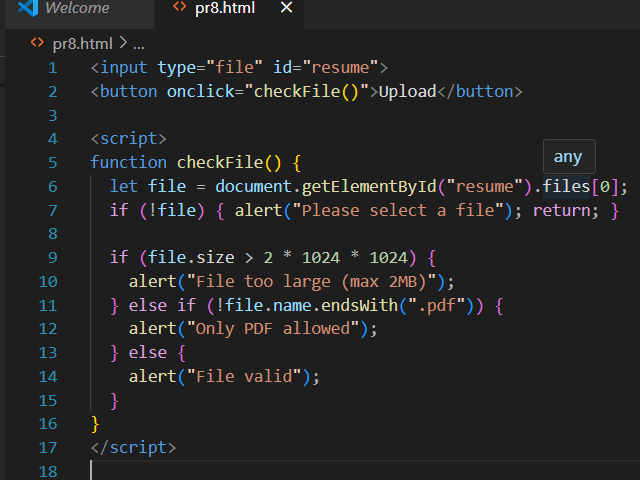 Welcome pr8.html ×
pr8.html > ...
1 <input type="file" id="resume">
2 <button onclick="checkFile()">Upload</button>
3
4 <script>
any
5 function checkFile() {
6   let file = document.getElementById("resume").files[0];
7   if (!file) { alert("Please select a file"); return; }
8
9   if (file.size > 2 * 1024 * 1024) {
10     alert("File too large (max 2MB)");
11   } else if (!file.name.endsWith(".pdf")) {
12     alert("Only PDF allowed");
13   } else {
14     alert("File valid");
15   }
16 }
17 </script>
18